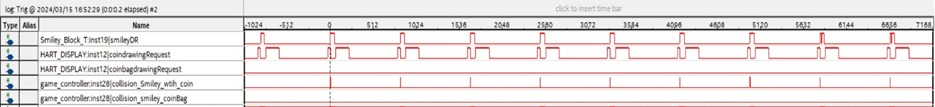 log: Trig @ 2024/03/15 16:52:29 (0:0:0.2 elapsed) #2
click to insert time bar
Type Alias Name -1024 -512 0 512 1024 1536 2048 2560 3072 3584 4096 4608 5120 5632 6144 6656 7168
Smiley_Block_T:inst19|smileyDR
HART_DISPLAY:inst12|coindrawingRequest
HART_DISPLAY:inst12|coinbagdrawingRequest
game_controller:inst28|collision_Smiley_wtih_coin
game_controller:inst28|collision_smiley_coinBag